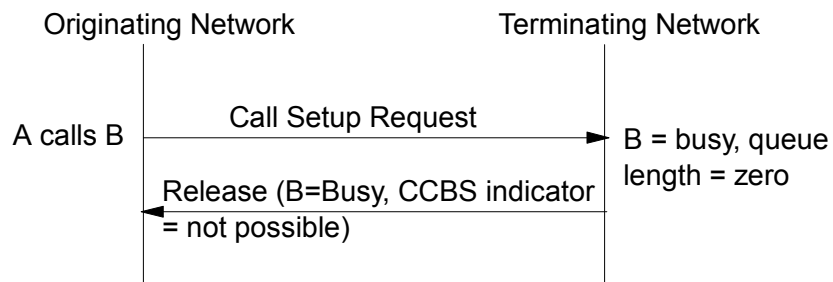 Originating Network
Terminating Network
A calls B
Call Setup Request
B = busy, queue
length = zero
Release (B=Busy, CCBS indicator
= not possible)